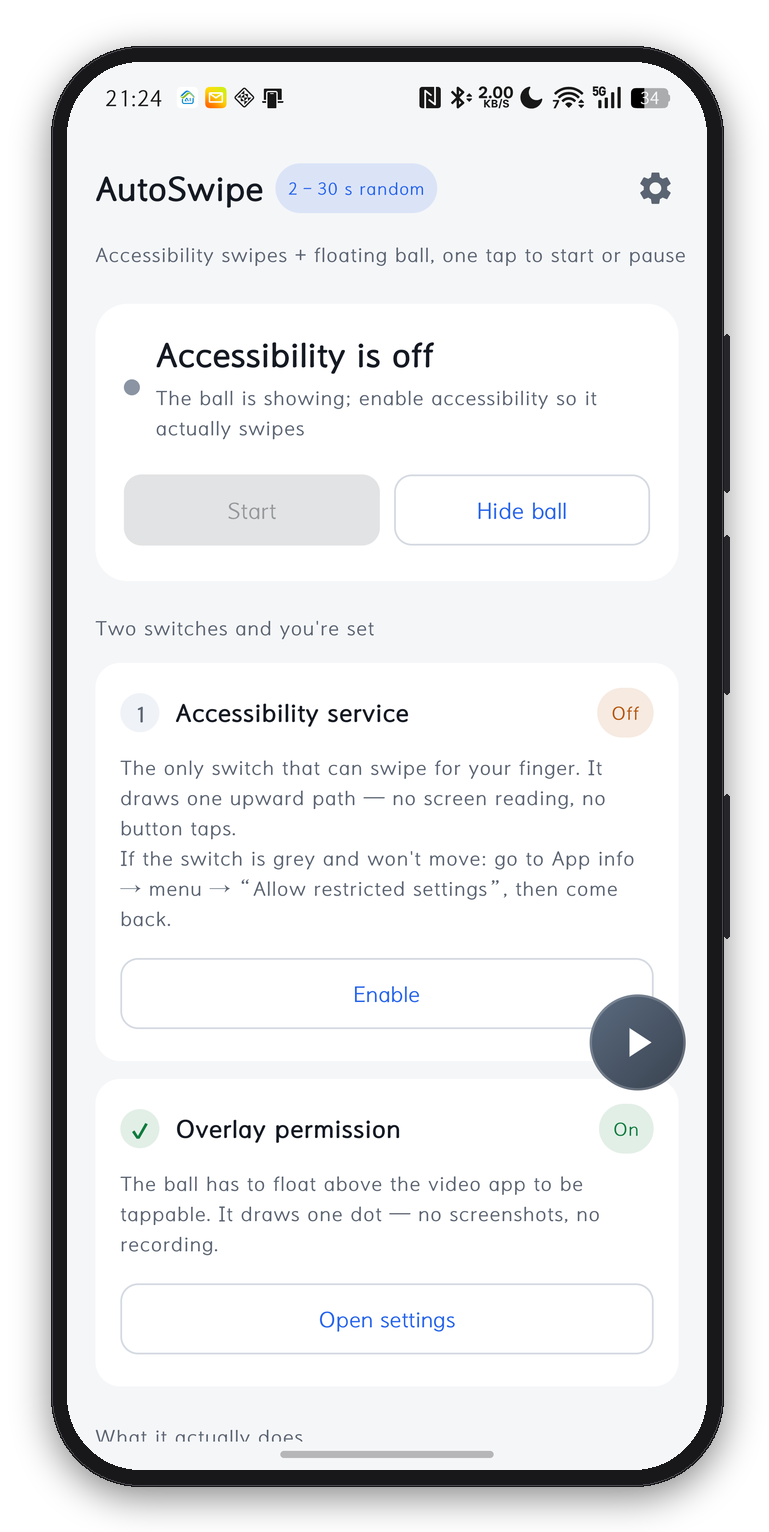 21:24
2.00
KB/S
5G
34
AutoSwipe
2 – 30 s random
Accessibility swipes + floating ball, one tap to start or pause
Accessibility is off
The ball is showing; enable accessibility so it
actually swipes
Start
Hide ball
Two switches and you're set
1
Accessibility service
Off
The only switch that can swipe for your finger. It
draws one upward path — no screen reading, no
button taps.
If the switch is grey and won't move: go to App info
→ menu → “Allow restricted settings”, then come
back.
Enable
Overlay permission
On
The ball has to float above the video app to be
tappable. It draws one dot — no screenshots, no
recording.
Open settings
What it actually does